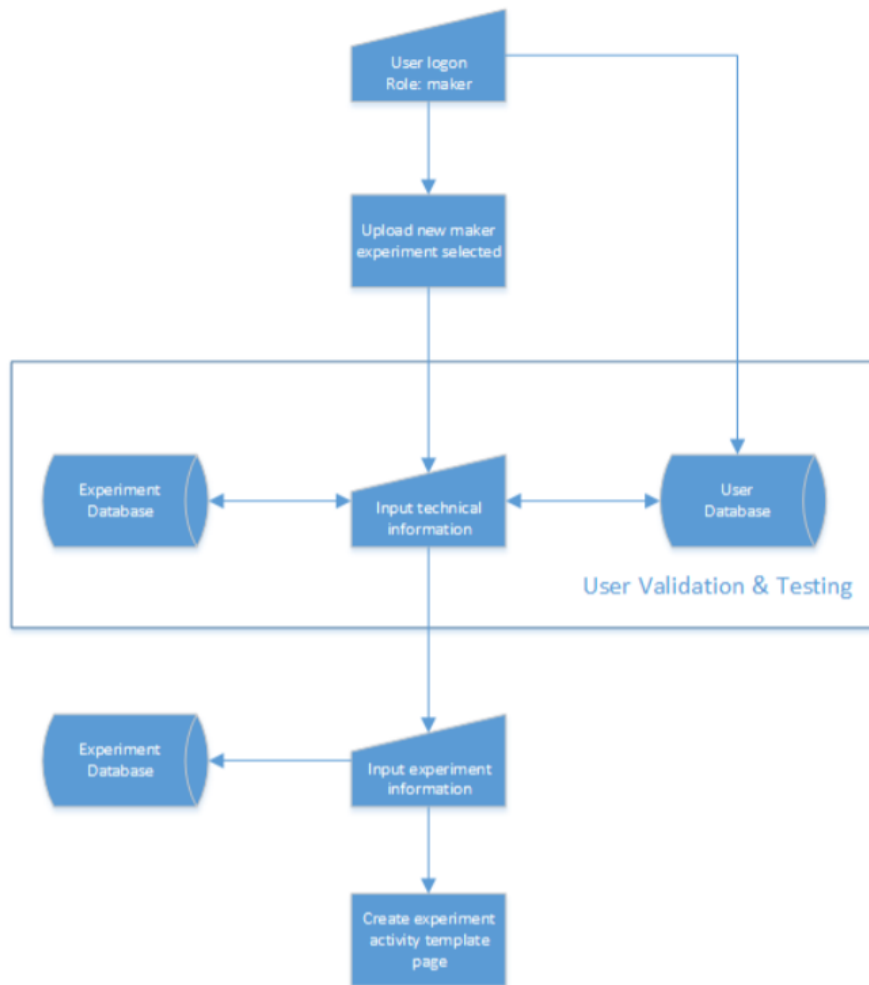 User logon
Role: maker
Upload new maker
experiment selected
Experiment
Database
Input technical
information
User
Database
User Validation & Testing
Experiment
Database
Input experiment
information
Create experiment
activity template
page